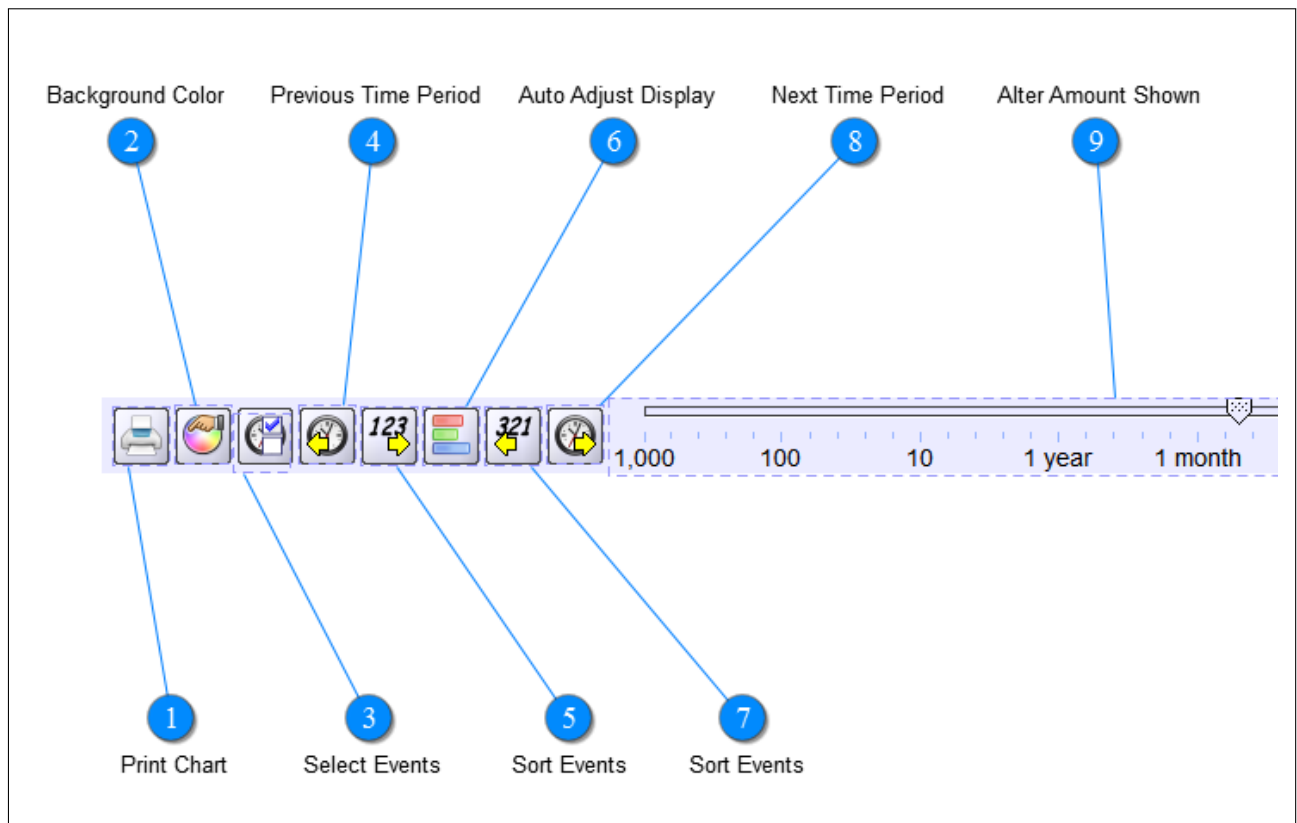 Background Color
Previous Time Period
Auto Adjust Display
Next Time Period
Alter Amount Shown
2
4
6
8
9
123
321
1,000
100
10
1 year
1 month
1
3
5
7
Print Chart
Select Events
Sort Events
Sort Events